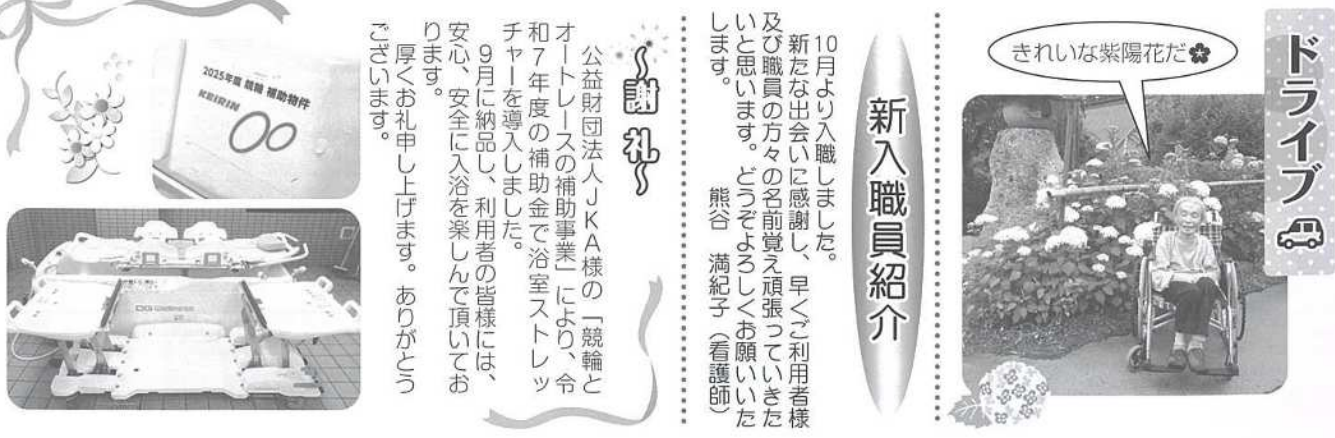 ドライブ
きれいな紫陽花だ
新入職員紹介
10月より入職しました。
新たな出会いに感謝し、早くご利用者様
及び職員の方々の名前覚え頑張っていきた
いと思います。どうぞよろしくお願いいた
します。
熊谷 満紀子（看護師）
～謝礼～
公益財団法人JKA様の「競輪と
オートレースの補助事業」により、令
和7年度の補助金で浴室ストレッ
チャーを導入しました。
9月に納品し、利用者の皆様には、
安心、安全に入浴を楽しんで頂いてお
ります。
厚くお礼申し上げます。ありがとう
ございます。
2025年度 競輪 補助物件
KEIRIN